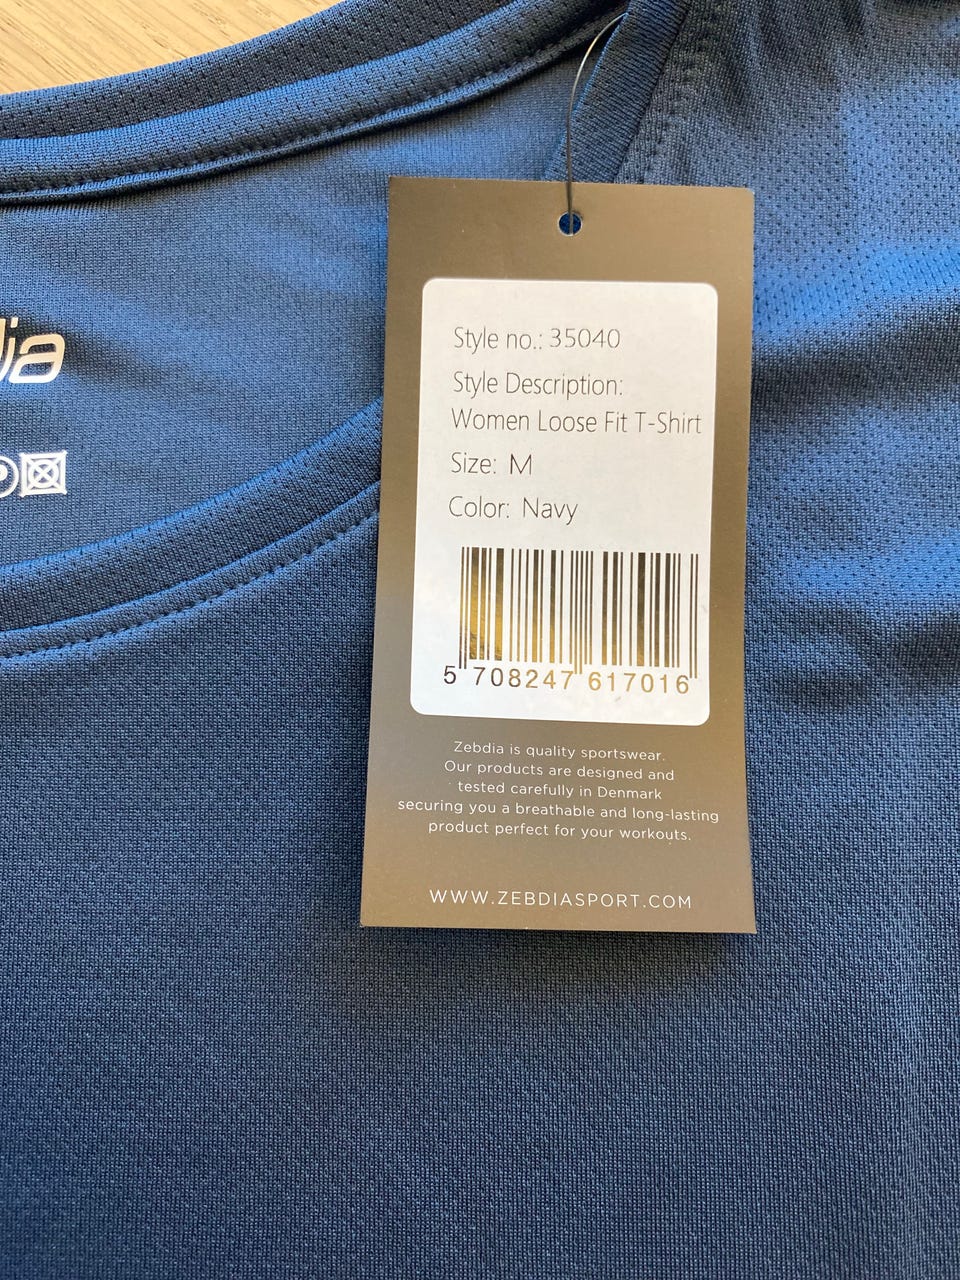 Style no.: 35040
Style Description:
Women Loose Fit T-Shirt
Size: M
Color: Navy
5 708247 617016
Zebdia is quality sportswear.
Our products are designed and
tested carefully in Denmark
securing you a breathable and long-lasting
product perfect for your workouts.
WWW.ZEBDIASPORT.COM